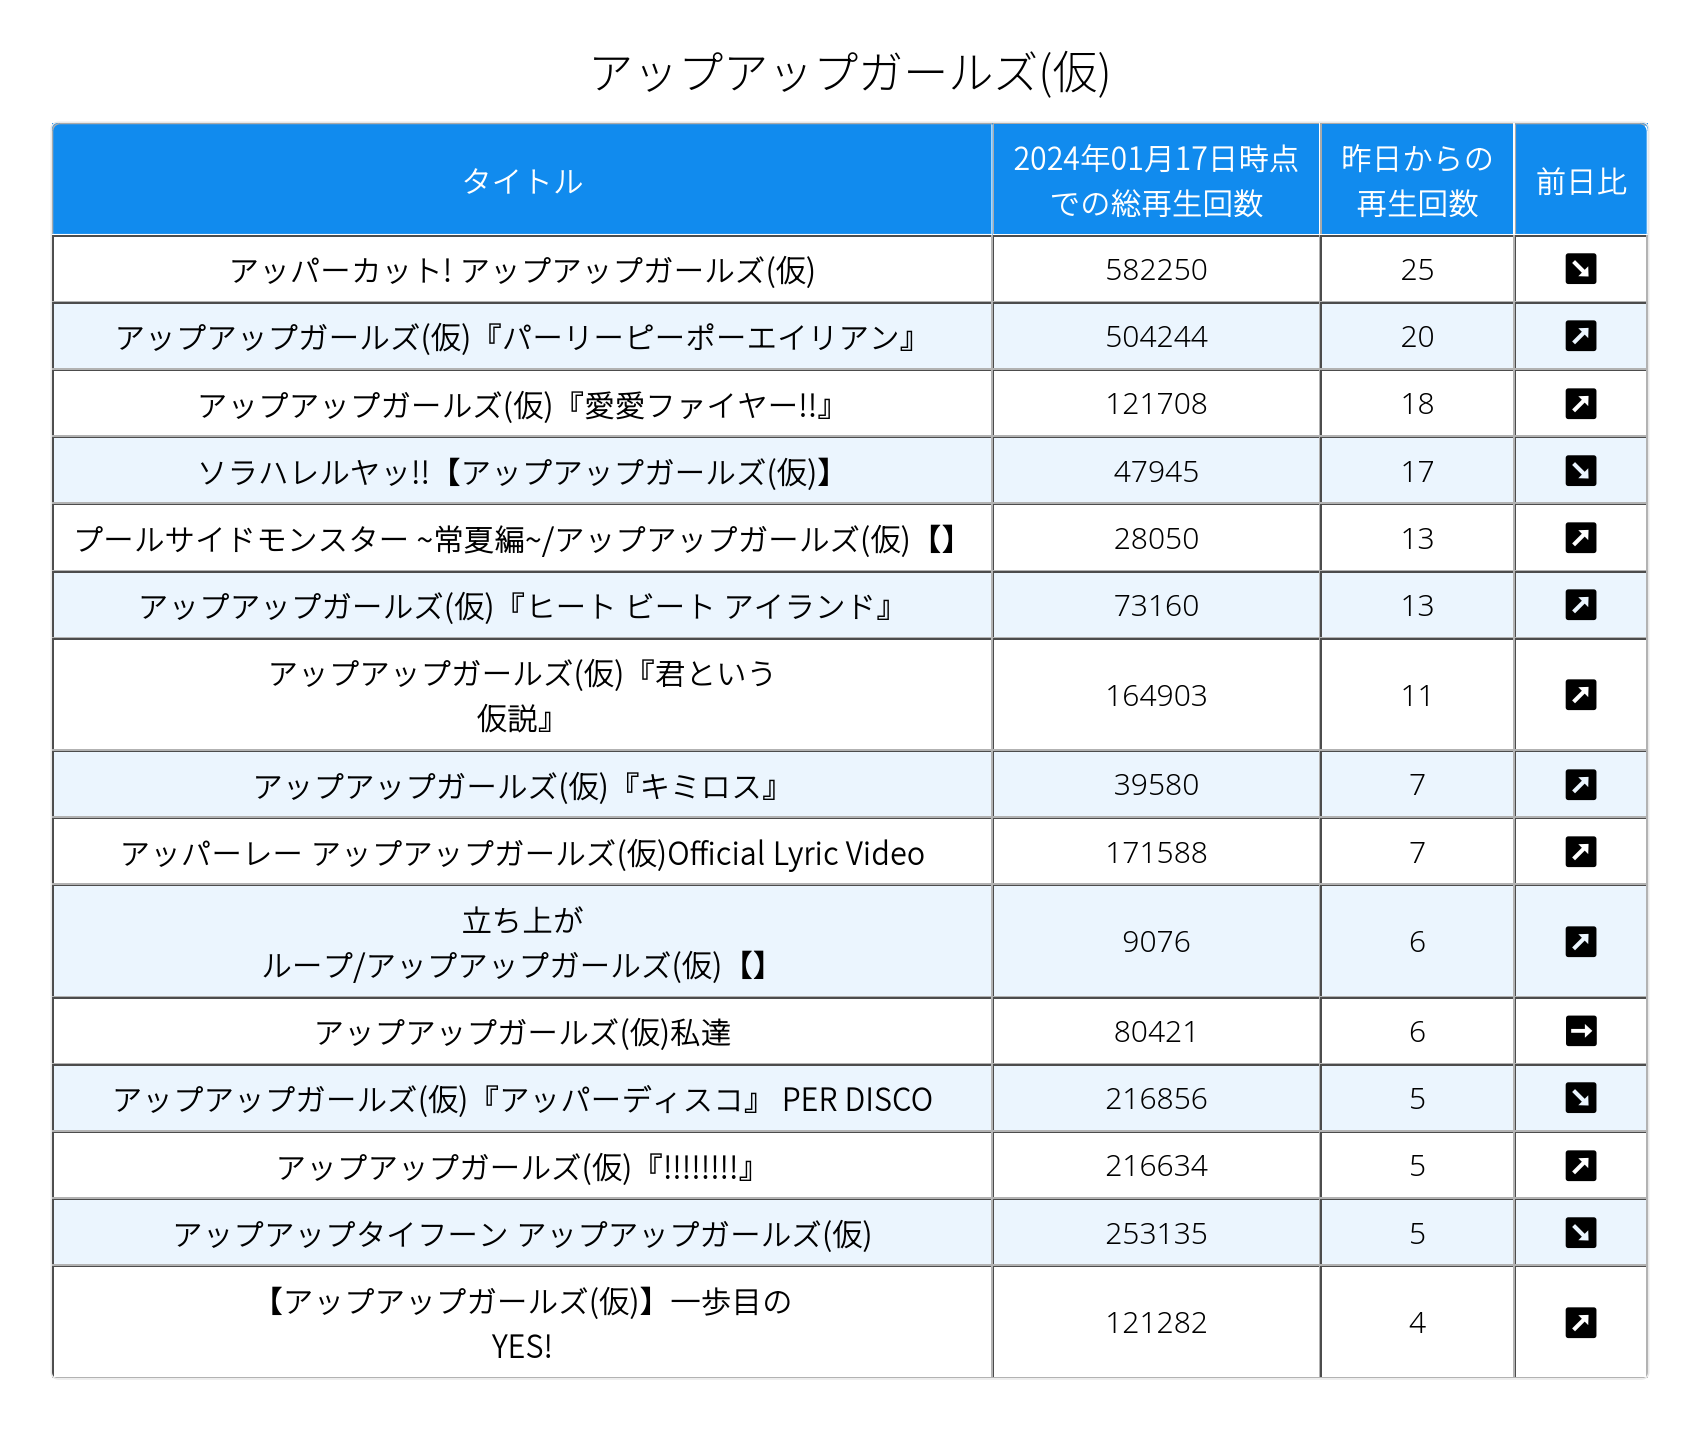 アップアップガールズ(仮)
タイトル
2024年01月17日時点
での総再生回数
昨日からの
再生回数
前日比
アッパーカット! アップアップガールズ(仮)
582250
25
↘
アップアップガールズ(仮)『パーリーピーポーエイリアン』
504244
20
↗
アップアップガールズ(仮)『愛愛ファイヤー!!』
121708
18
↗
ソラハレルヤッ!!【アップアップガールズ(仮)】
47945
17
↘
プールサイドモンスター ~常夏編~/アップアップガールズ(仮)【】
28050
13
↗
アップアップガールズ(仮)『ヒート ビート アイランド』
73160
13
↗
アップアップガールズ(仮)『君という
仮説』
164903
11
↗
アップアップガールズ(仮)『キミロス』
39580
7
↗
アッパーレー アップアップガールズ(仮)Official Lyric Video
171588
7
↗
立ち上が
ループ/アップアップガールズ(仮)【】
9076
6
↗
アップアップガールズ(仮)私達
80421
6
→
アップアップガールズ(仮)『アッパーディスコ』 PER DISCO
216856
5
↘
アップアップガールズ(仮)『!!!!!!!!』
216634
5
↗
アップアップタイフーン アップアップガールズ(仮)
253135
5
↘
【アップアップガールズ(仮)】一歩目の
YES!
121282
4
↗